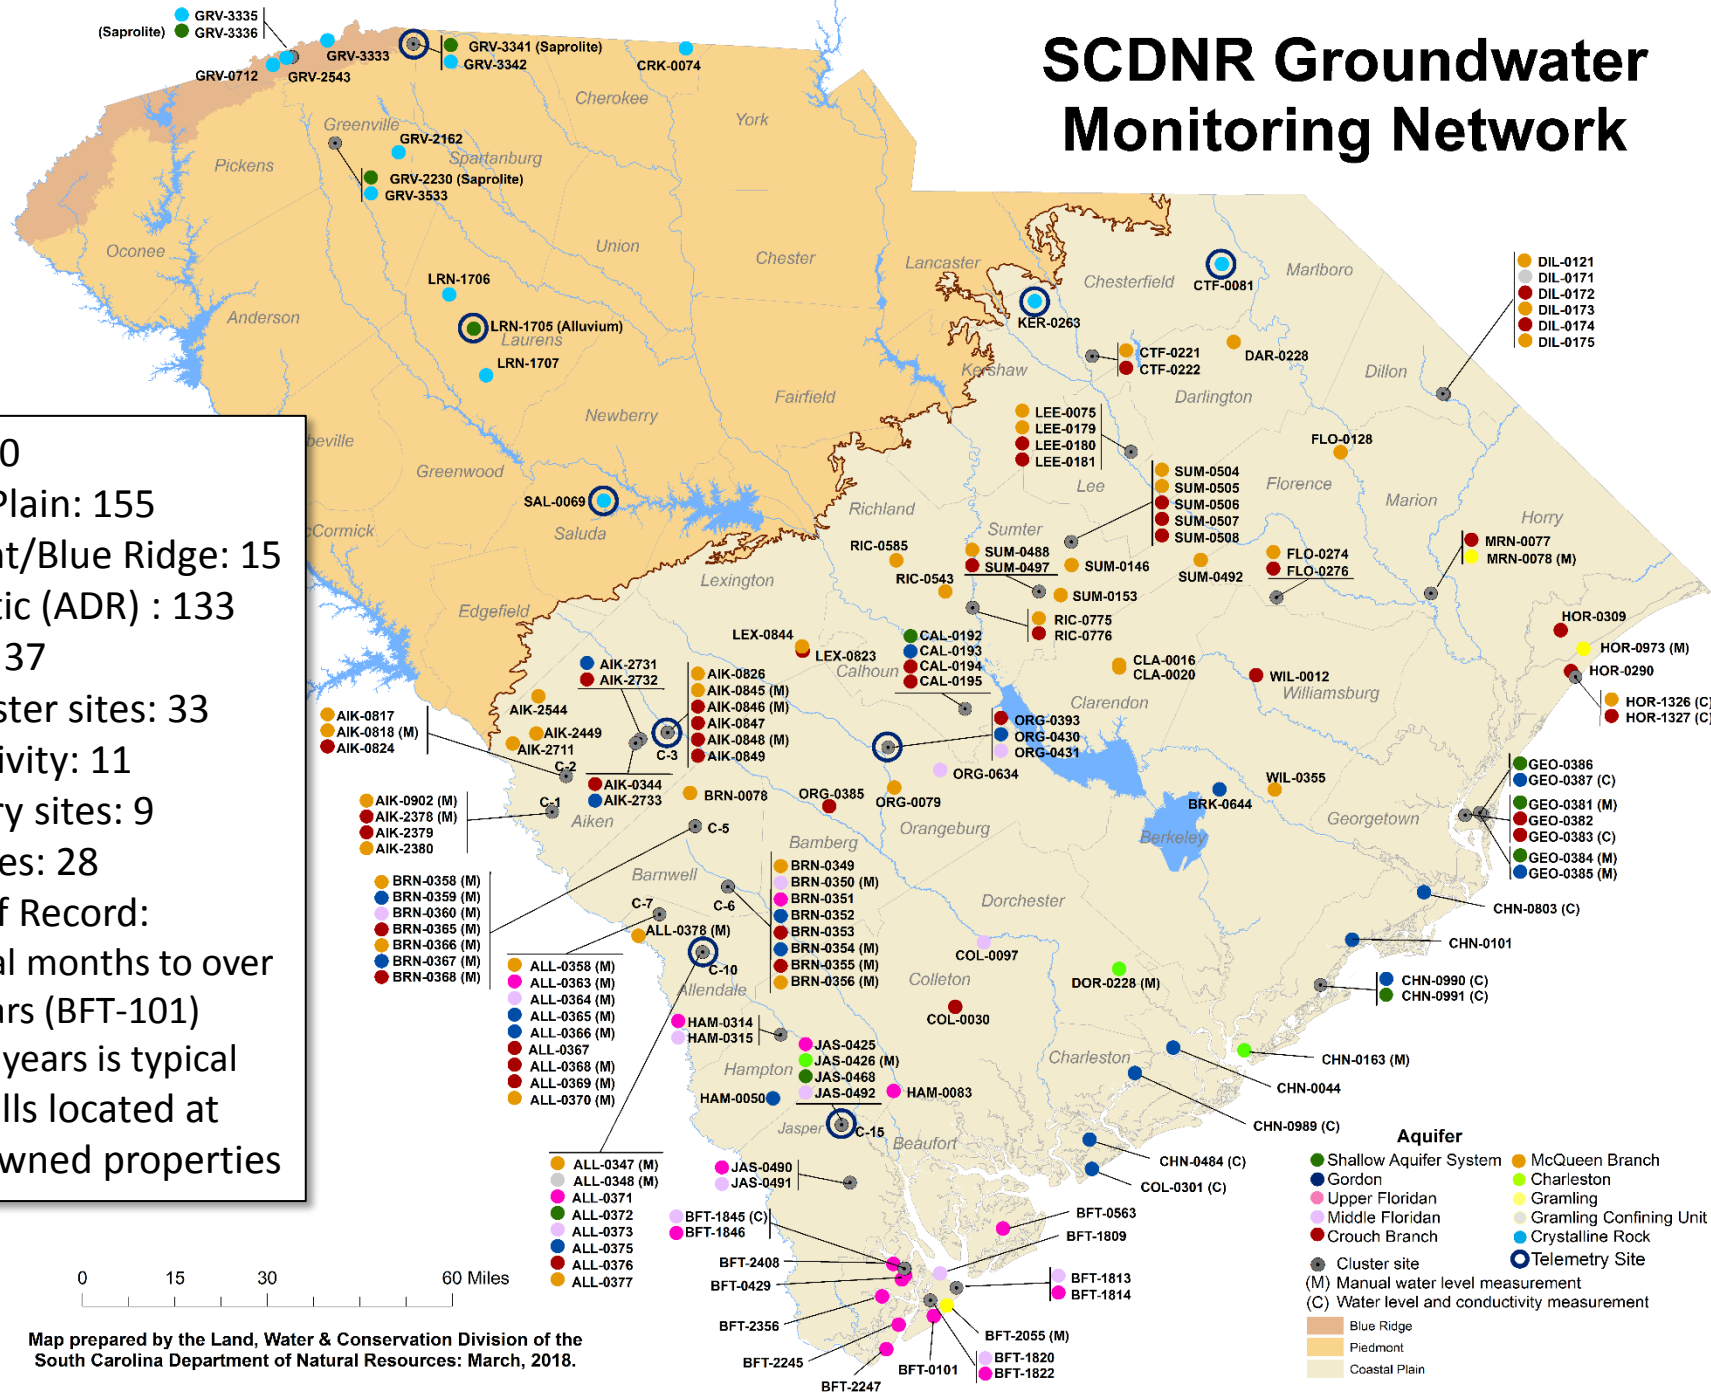 SCDNR Groundwater
Monitoring Network
GRV-3335
(Saprolite) GRV-3336
GRV-3333
GRV-0712
GRV-2543
GRV-3341 (Saprolite)
GRV-3342
CRK-0074
Cherokee
York
Greenville
GRV-2162
Spartanburg
Pickens
GRV-2230 (Saprolite)
GRV-3533
Oconee
Union
Chester
Lancaster
Chesterfield
Marlboro
CTF-0081
KER-0263
LRN-1706
Anderson
LRN-1705 (Alluvium)
Laurens
LRN-1707
Kershaw
CTF-0221
CTF-0222
DAR-0228
Dillon
DIL-0121
DIL-0171
DIL-0172
DIL-0173
DIL-0174
DIL-0175
Darlington
Fairfield
Newberry
LEE-0075
LEE-0179
LEE-0180
LEE-0181
Lee
FLO-0128
beville
Greenwood
SUM-0504
SUM-0505
SUM-0506
SUM-0507
SUM-0508
Florence
Marion
Horry
SAL-0069
Saluda
cCormick
Richland
Sumter
RIC-0585
RIC-0543
SUM-0488
SUM-0497
SUM-0146
SUM-0153
SUM-0492
FLO-0274
FLO-0276
MRN-0077
MRN-0078 (M)
RIC-0775
RIC-0776
Lexington
Edgefield
HOR-0309
HOR-0973 (M)
HOR-0290
HOR-1326 (C)
HOR-1327 (C)
LEX-0844
LEX-0823
Calhoun
CAL-0192
CAL-0193
CAL-0194
CAL-0195
CLA-0016
CLA-0020
Clarendon
WIL-0012
Williamsburg
AIK-2731
AIK-2732
AIK-0826
AIK-0845 (M)
AIK-0846 (M)
AIK-0847
AIK-0848 (M)
AIK-0849
C-3
AIK-2544
AIK-2449
AIK-2711
AIK-0817
AIK-0818 (M)
AIK-0824
C-2
AIK-0344
AIK-2733
C-1
Aiken
AIK-0902 (M)
AIK-2378 (M)
AIK-2379
AIK-2380
BRN-0078
ORG-0393
ORG-0430
ORG-0431
ORG-0634
ORG-0385
ORG-0079
Orangeburg
BRK-0644
WIL-0355
Berkeley
Georgetown
GEO-0386
GEO-0387 (C)
GEO-0381 (M)
GEO-0382
GEO-0383 (C)
GEO-0384 (M)
GEO-0385 (M)
C-5
Bamberg
Barnwell
BRN-0358 (M)
BRN-0359 (M)
BRN-0360 (M)
BRN-0365 (M)
BRN-0366 (M)
BRN-0367 (M)
BRN-0368 (M)
C-6
BRN-0349
BRN-0350 (M)
BRN-0351
BRN-0352
BRN-0353
BRN-0354 (M)
BRN-0355 (M)
BRN-0356 (M)
C-7
ALL-0378 (M)
C-10
Allendale
ALL-0358 (M)
ALL-0363 (M)
ALL-0364 (M)
ALL-0365 (M)
ALL-0366 (M)
ALL-0367
ALL-0368 (M)
ALL-0369 (M)
ALL-0370 (M)
Dorchester
COL-0097
Colleton
COL-0030
DOR-0228 (M)
CHN-0803 (C)
CHN-0101
CHN-0990 (C)
CHN-0991 (C)
HAM-0314
HAM-0315
Hampton
HAM-0050
HAM-0083
JAS-0425
JAS-0426 (M)
JAS-0468
JAS-0492
C-15
Jasper
Beaufort
Charleston
CHN-0163 (M)
CHN-0044
CHN-0989 (C)
CHN-0484 (C)
COL-0301 (C)
ALL-0347 (M)
ALL-0348 (M)
ALL-0371
ALL-0372
ALL-0373
ALL-0375
ALL-0376
ALL-0377
JAS-0490
JAS-0491
BFT-1845 (C)
BFT-1846
BFT-2408
BFT-0429
BFT-2356
BFT-2245
BFT-2247
BFT-0101
BFT-0563
BFT-1809
BFT-1813
BFT-1814
BFT-2055 (M)
BFT-1820
BFT-1822
0
Plain: 155
nt/Blue Ridge: 15
tic (ADR) : 133
37
ster sites: 33
ivity: 11
ry sites: 9
es: 28
f Record:
al months to over
ars (BFT-101)
years is typical
lls located at
wned properties
Aquifer
Shallow Aquifer System
Gordon
Upper Floridan
Middle Floridan
Crouch Branch
McQueen Branch
Charleston
Gramling
Gramling Confining Unit
Crystalline Rock
Cluster site
Telemetry Site
(M) Manual water level measurement
(C) Water level and conductivity measurement
Blue Ridge
Piedmont
Coastal Plain
0 15 30 60 Miles
Map prepared by the Land, Water & Conservation Division of the
South Carolina Department of Natural Resources: March, 2018.